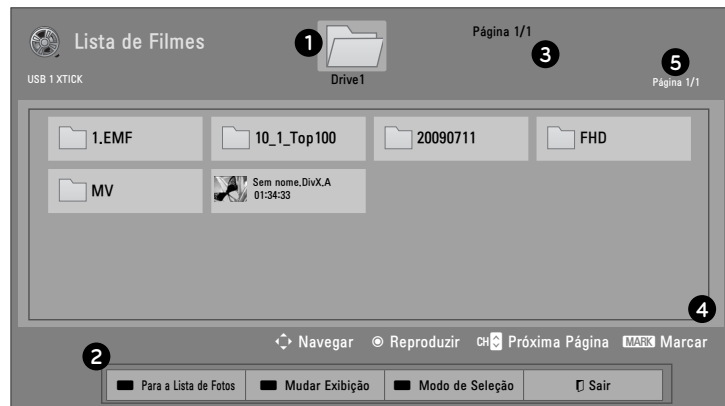 Lista de Filmes
USB 1 XTICK
1
Drive1
Página 1/1
3
5
Página 1/1
1.EMF
10_1_Top100
20090711
FHD
MV
Sem nome.DivX.A
01:34:33
4
Navegar
Reproduzir
CH Próxima Página
MARK Marcar
2
Para a Lista de Fotos
Mudar Exibição
Modo de Seleção
Sair